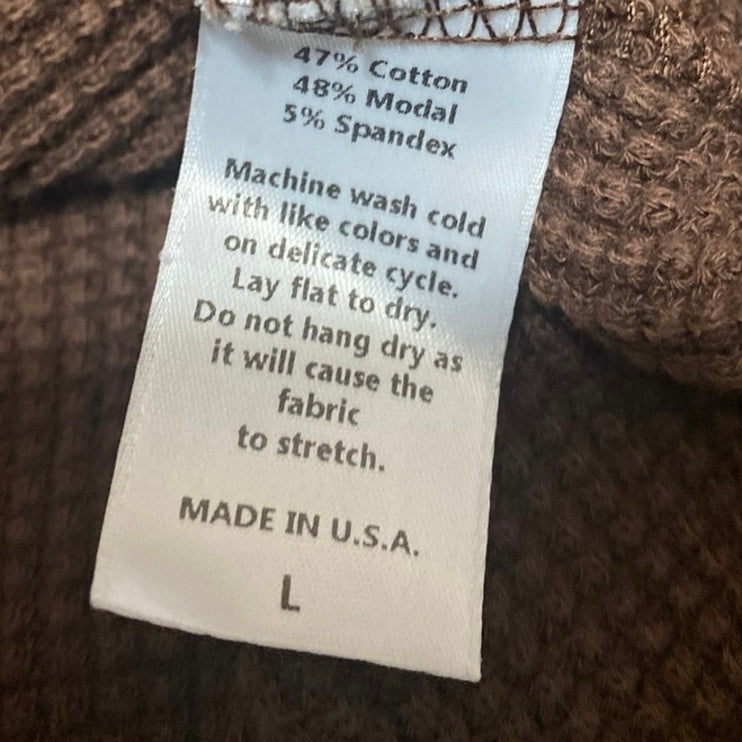 47% Cotton
48% Modal
5% Spandex
Machine wash cold
with like colors and
on delicate cycle.
Lay flat to dry.
Do not hang dry as
it will cause the
fabric
to stretch.
MADE IN U.S.A.
L